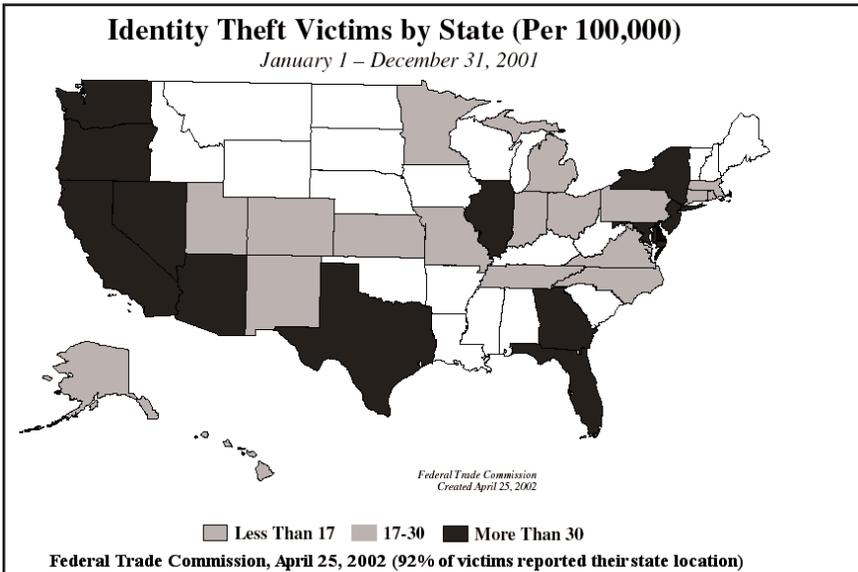 Identity Theft Victims by State (Per 100,000)
January 1 – December 31, 2001
Federal Trade Commission
Created April 25, 2002
Less Than 17 17-30 More Than 30
Federal Trade Commission, April 25, 2002 (92% of victims reported their state location)